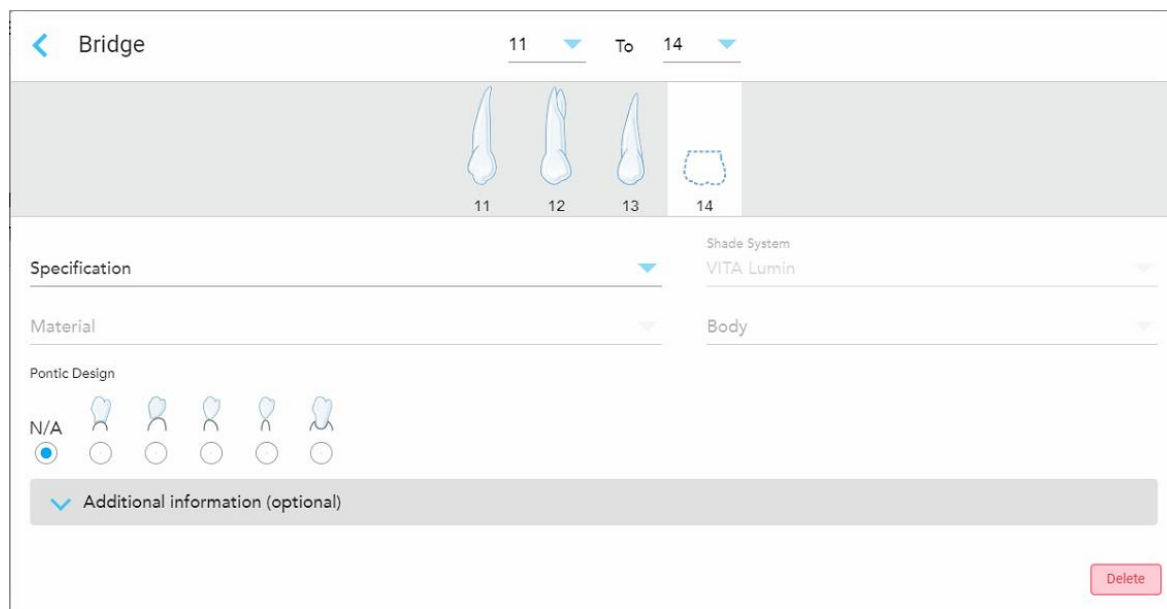 Bridge
11 To 14
11 12 13 14
Specification
Shade System
VITA Lumin
Material
Body
Pontic Design
N/A
Additional information (optional)
Delete